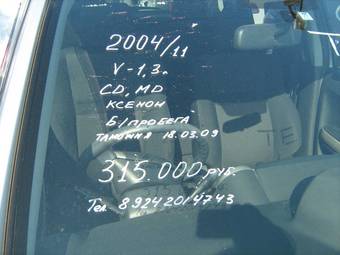 2004/11
V-1,3л
CD, MD
КСЕНОН
Б/ПРОБЕГА
ТАМОЖНЯ 18.03.09
315.000 РУБ.
Тел. 89242014743